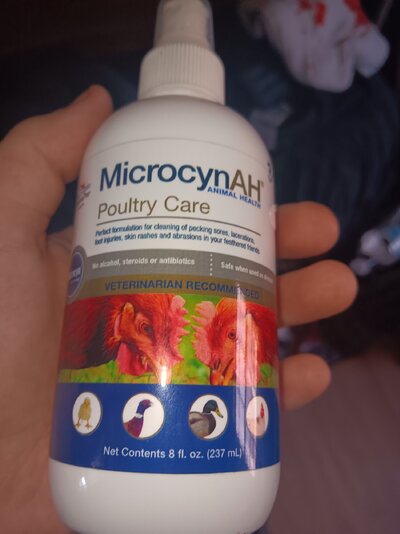 MicrocynAH®
ANIMAL HEALTH
Poultry Care
Perfect formulation for cleaning of pecking sores, lacerations,
foot injuries, skin rashes and abrasions in your feathered friends
No alcohol, steroids or antibiotics
Safe when used as
VETERINARIAN RECOMMENDED
Net Contents 8 fl. oz. (237 mL)